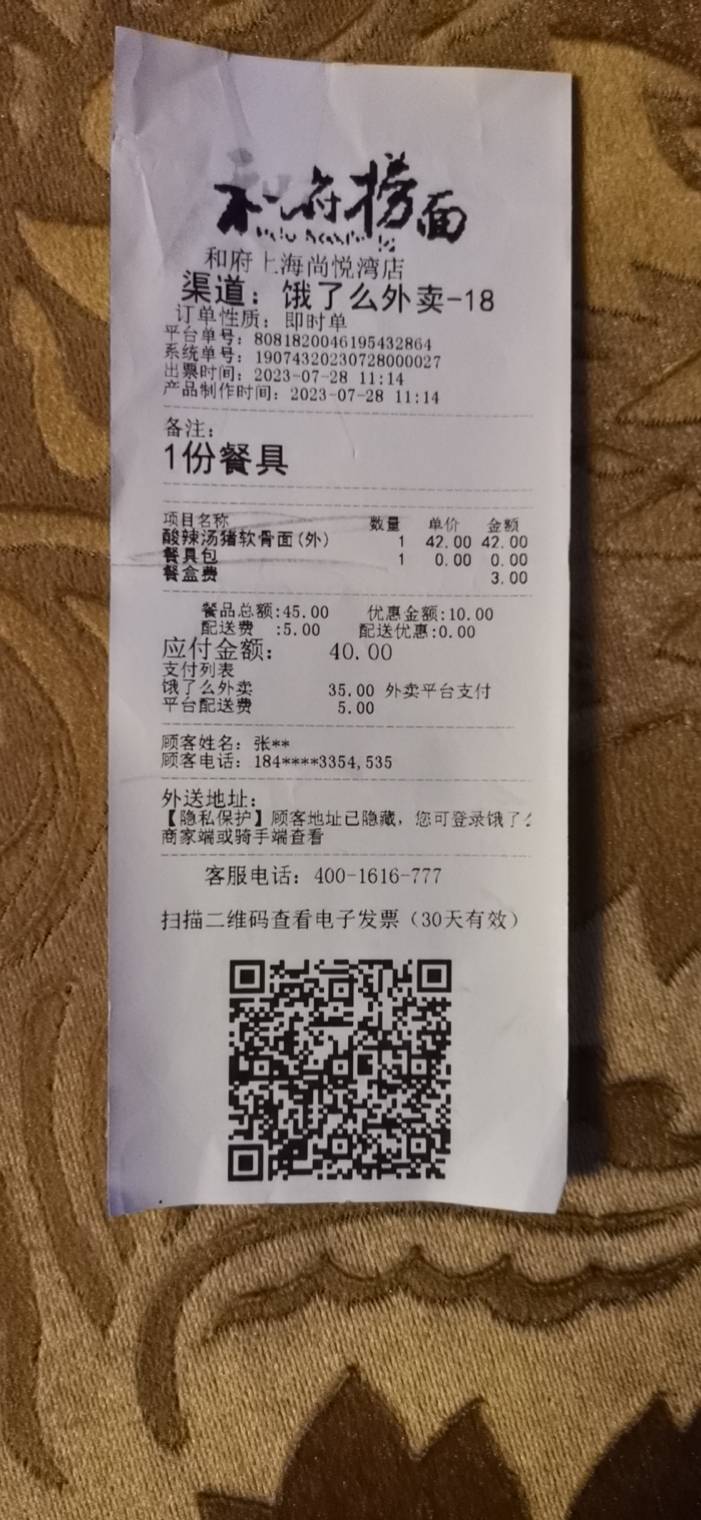 和府捞面
和府上海尚悦湾店
渠道：饿了么外卖-18
订单性质：即时单
平台单号：8081820046195432864
系统单号：19074320230728000027
出票时间：2023-07-28 11:14
产品制作时间：2023-07-28 11:14
备注：
1份餐具
项目名称 数量 单价 金额
酸辣汤猪软骨面(外) 1 42.00 42.00
餐具包 1 0.00 0.00
餐盒费 3.00
餐品总额:45.00 优惠金额:10.00
配送费 :5.00 配送优惠:0.00
应付金额： 40.00
支付列表
饿了么外卖 35.00 外卖平台支付
平台配送费 5.00
顾客姓名：张**
顾客电话：184****3354,535
外送地址：
【隐私保护】顾客地址已隐藏，您可登录饿了
商家端或骑手端查看
客服电话：400-1616-777
扫描二维码查看电子发票（30天有效）